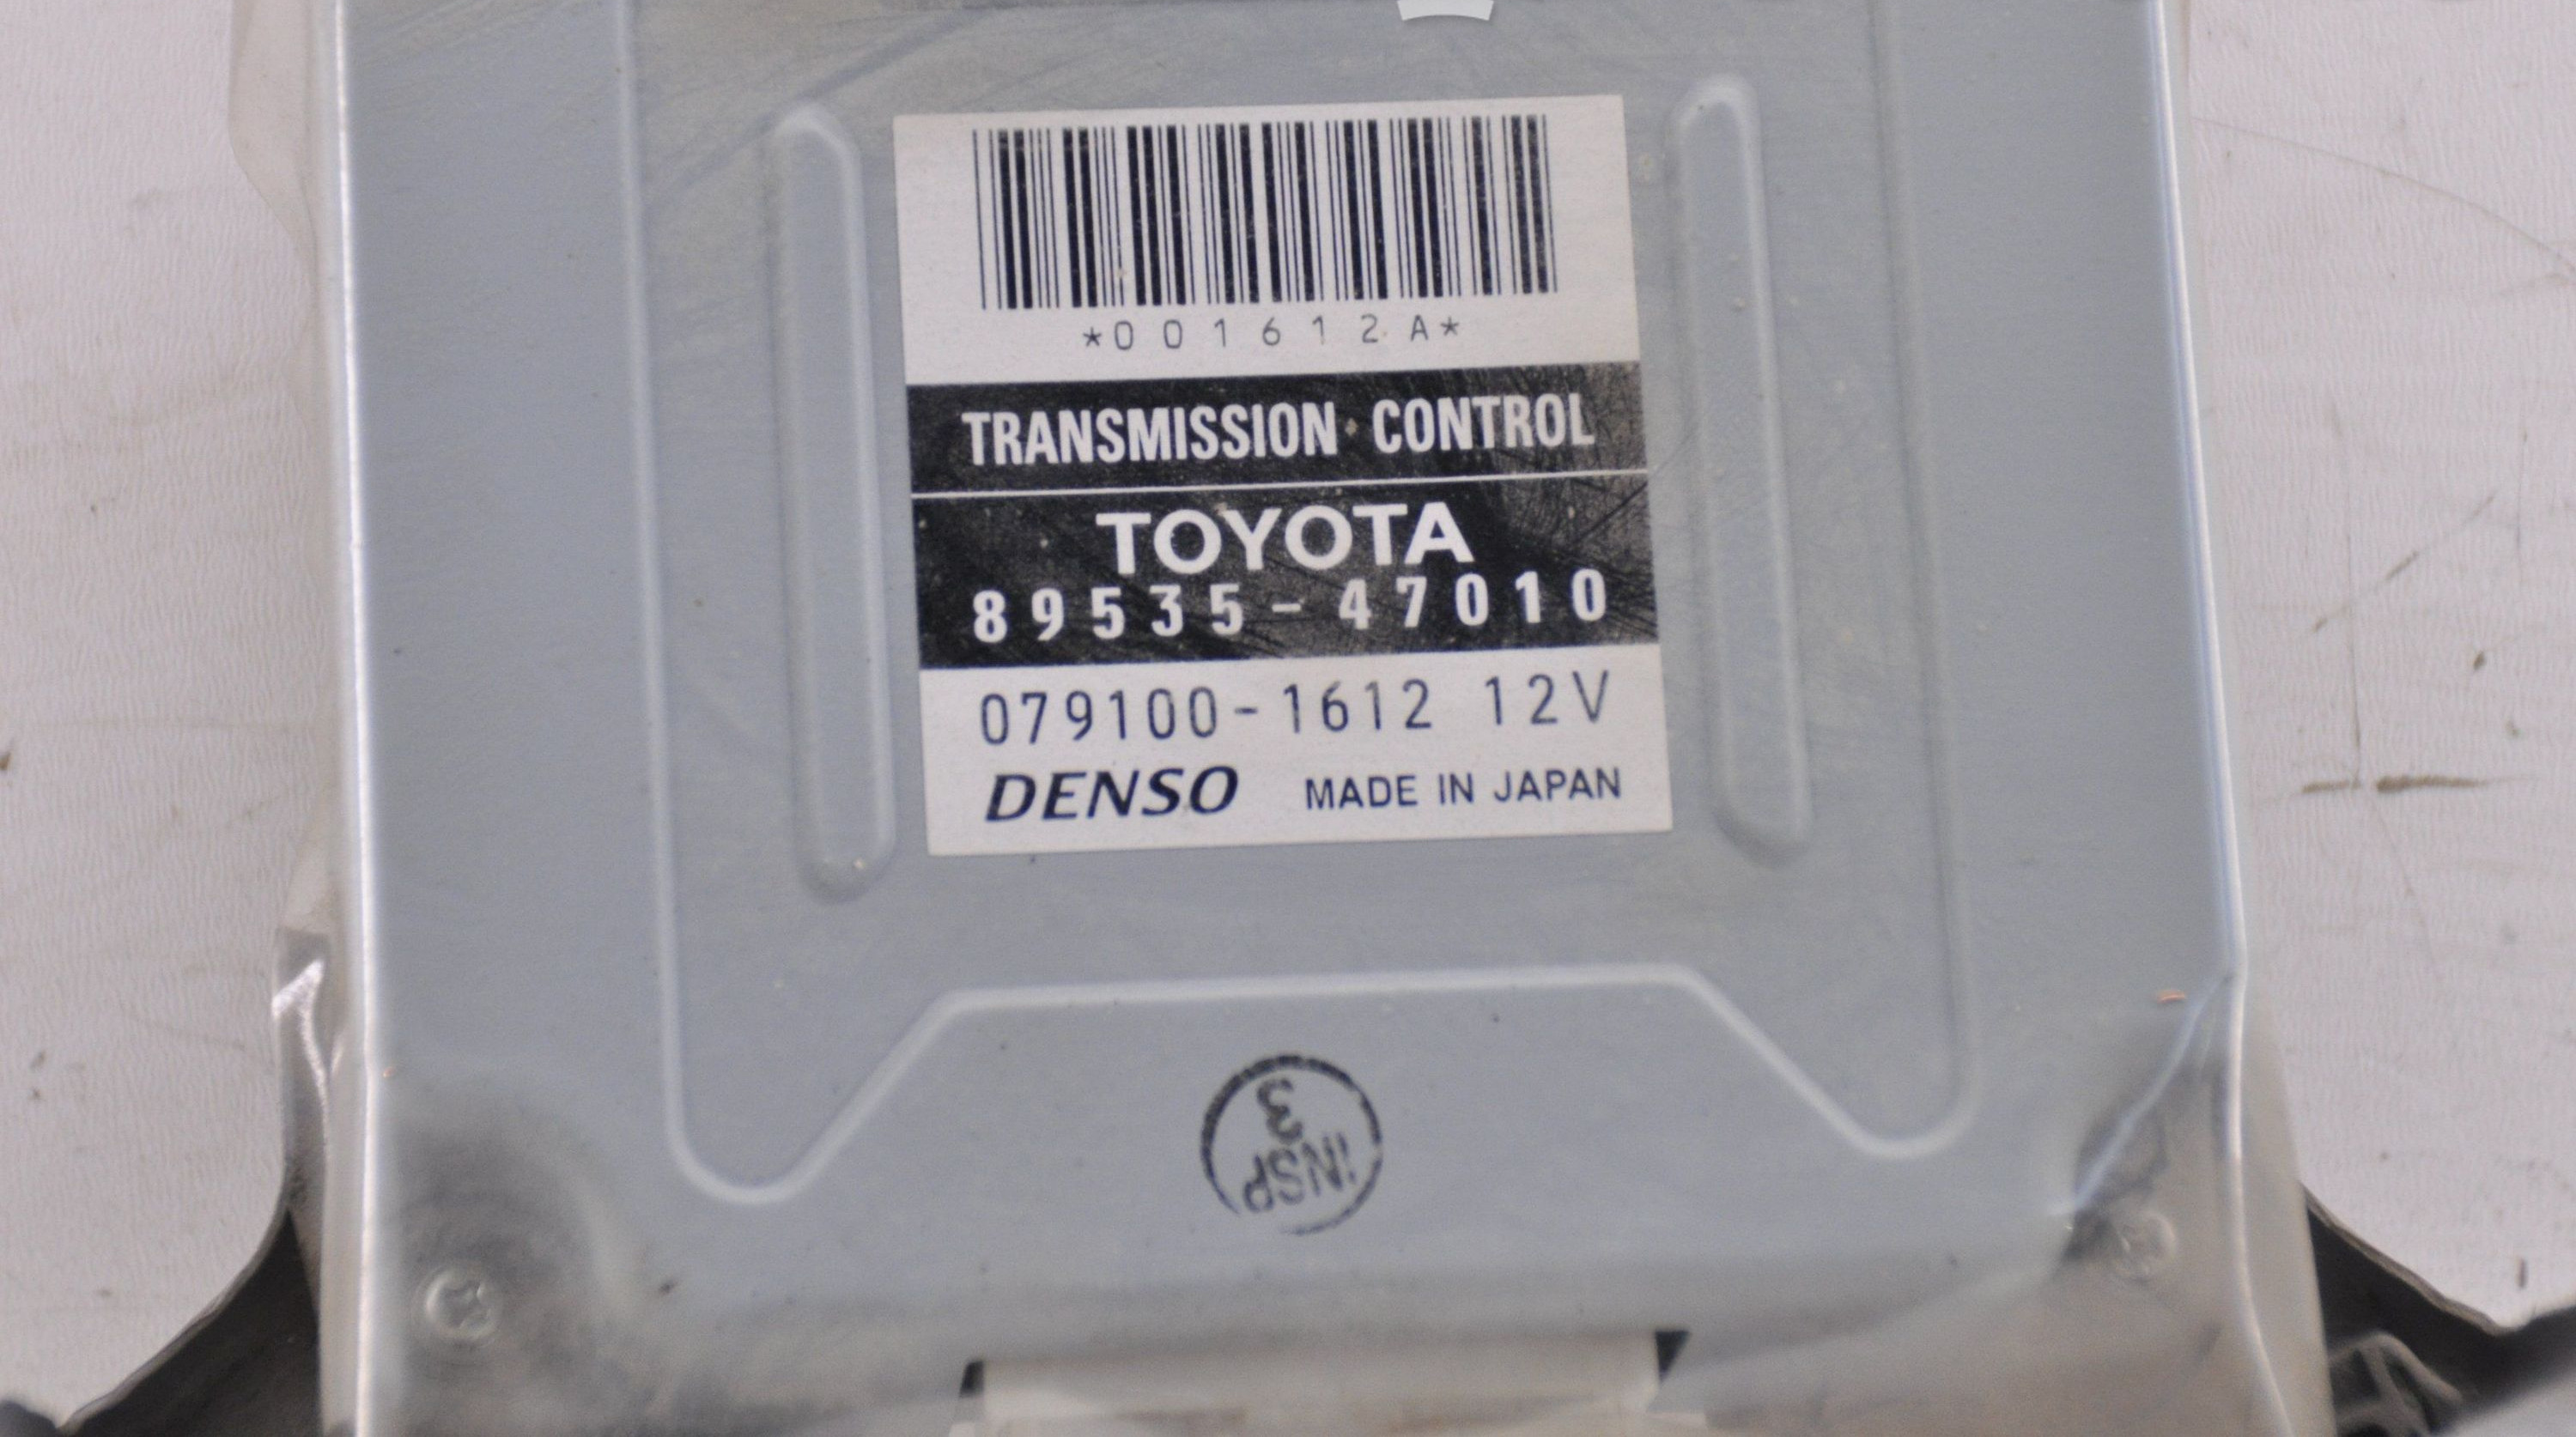 *001612A*
TRANSMISSION CONTROL
TOYOTA
89535-47010
079100-1612 12V
DENSO MADE IN JAPAN
INSP
3